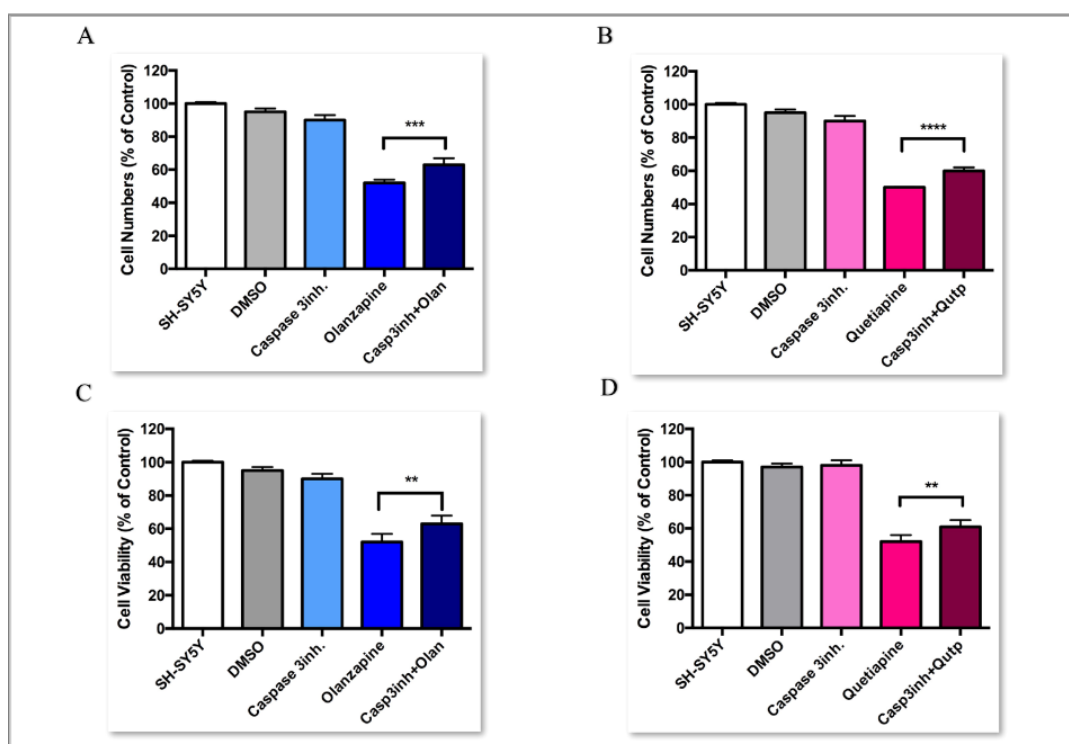 A
Cell Numbers (% of Control)
120
100
80
60
40
20
0
***
SH-SY5Y
DMSO
Caspase 3inh.
Olanzapine
Casp3inh+Olan
B
Cell Numbers (% of Control)
120
100
80
60
40
20
0
****
SH-SY5Y
DMSO
Caspase 3inh.
Quetiapine
Casp3inh+Qutp
C
Cell Viability (% of Control)
120
100
80
60
40
20
0
**
SH-SY5Y
DMSO
Caspase 3inh.
Olanzapine
Casp3inh+Olan
D
Cell Viability (% of Control)
120
100
80
60
40
20
0
**
SH-SY5Y
DMSO
Caspase 3inh.
Quetiapine
Casp3inh+Qutp